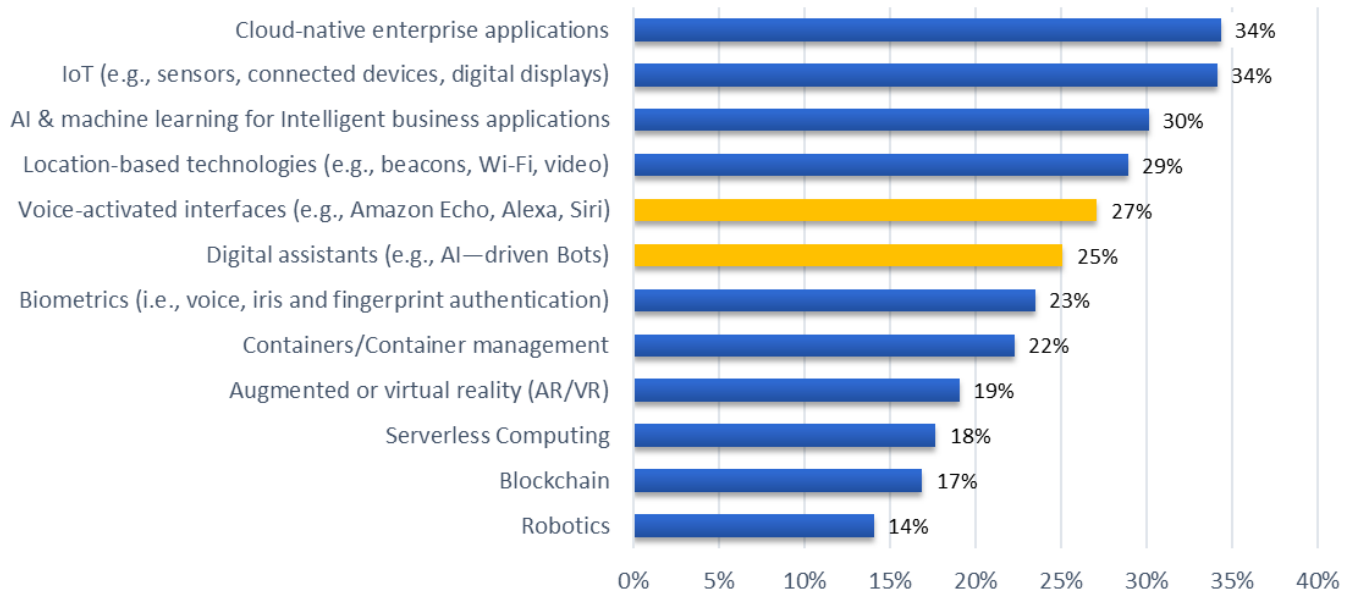 Cloud-native enterprise applications 34%
IoT (e.g., sensors, connected devices, digital displays) 34%
AI & machine learning for Intelligent business applications 30%
Location-based technologies (e.g., beacons, Wi-Fi, video) 29%
Voice-activated interfaces (e.g., Amazon Echo, Alexa, Siri) 27%
Digital assistants (e.g., AI—driven Bots) 25%
Biometrics (i.e., voice, iris and fingerprint authentication) 23%
Containers/Container management 22%
Augmented or virtual reality (AR/VR) 19%
Serverless Computing 18%
Blockchain 17%
Robotics 14%
0% 5% 10% 15% 20% 25% 30% 35% 40%